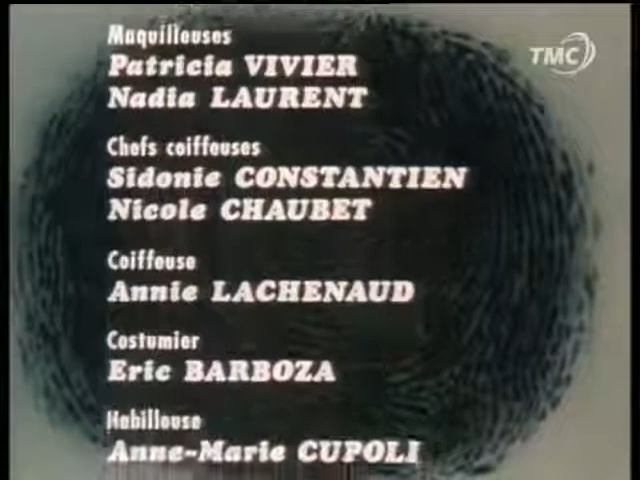 Maquilleuses
Patricia VIVIER
Nadia LAURENT
TMC
Chefs coiffeuses
Sidonie CONSTANTIEN
Nicole CHAUBET
Coiffeuse
Annie LACHENAUD
Costumier
Eric BARBOZA
Habilleuse
Anne-Marie CUPOLI